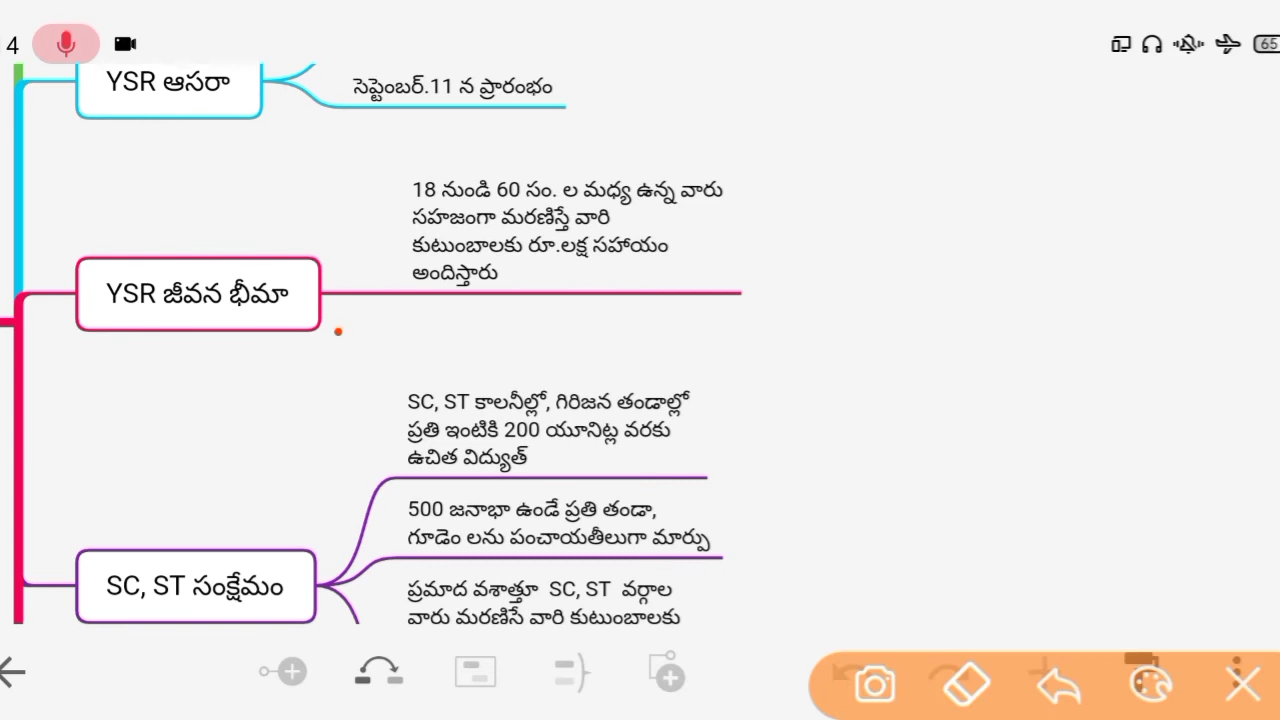 4
65
YSR ఆసరా
సెప్టెంబర్.11 న ప్రారంభం
18 నుండి 60 సం. ల మధ్య ఉన్న వారు
సహజంగా మరణిస్తే వారి
కుటుంబాలకు రూ.లక్ష సహాయం
అందిస్తారు
YSR జీవన భీమా
SC, ST కాలనీల్లో, గిరిజన తండాల్లో
ప్రతి ఇంటికి 200 యూనిట్ల వరకు
ఉచిత విద్యుత్
500 జనాభా ఉండే ప్రతి తండా,
గూడెం లను పంచాయతీలుగా మార్పు
SC, ST సంక్షేమం
ప్రమాద వశాత్తూ SC, ST వర్గాల
వారు మరణిసే వారి కుటుంబాలకు